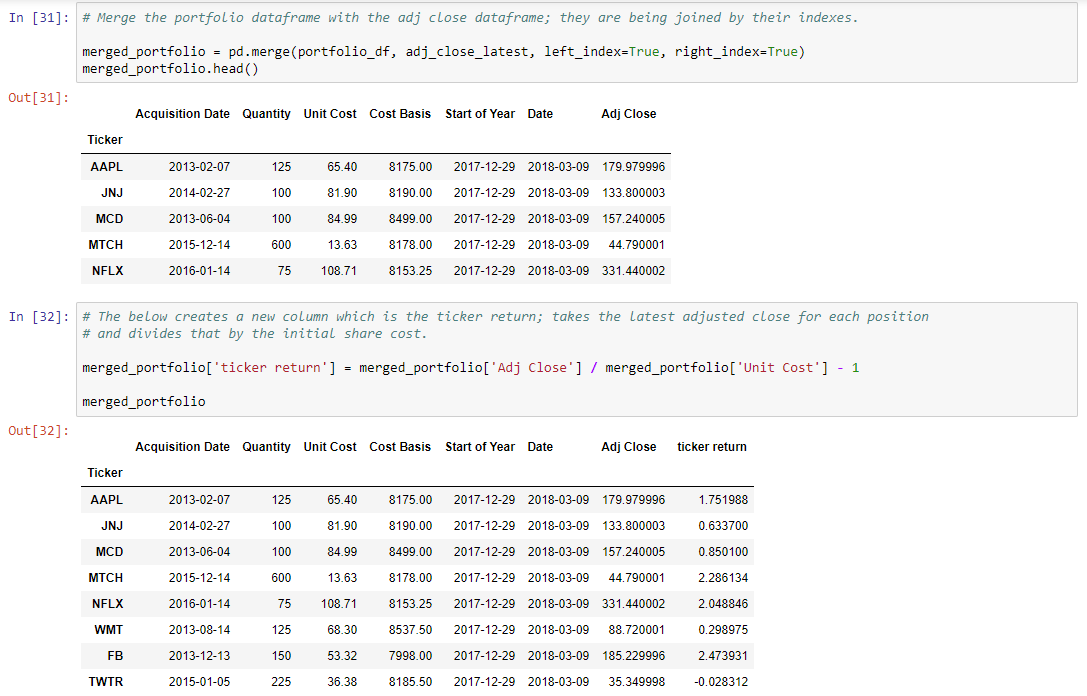 In [31]: # Merge the portfolio dataframe with the adj close dataframe; they are being joined by their indexes.
merged_portfolio = pd.merge(portfolio_df, adj_close_latest, left_index=True, right_index=True)
merged_portfolio.head()
Out[31]:
Acquisition Date Quantity Unit Cost Cost Basis Start of Year Date Adj Close
Ticker
AAPL 2013-02-07 125 65.40 8175.00 2017-12-29 2018-03-09 179.979996
JNJ 2014-02-27 100 81.90 8190.00 2017-12-29 2018-03-09 133.800003
MCD 2013-06-04 100 84.99 8499.00 2017-12-29 2018-03-09 157.240005
MTCH 2015-12-14 600 13.63 8178.00 2017-12-29 2018-03-09 44.790001
NFLX 2016-01-14 75 108.71 8153.25 2017-12-29 2018-03-09 331.440002
In [32]: # The below creates a new column which is the ticker return; takes the latest adjusted close for each position
# and divides that by the initial share cost.
merged_portfolio['ticker return'] = merged_portfolio['Adj Close'] / merged_portfolio['Unit Cost'] - 1
merged_portfolio
Out[32]:
Acquisition Date Quantity Unit Cost Cost Basis Start of Year Date Adj Close ticker return
Ticker
AAPL 2013-02-07 125 65.40 8175.00 2017-12-29 2018-03-09 179.979996 1.751988
JNJ 2014-02-27 100 81.90 8190.00 2017-12-29 2018-03-09 133.800003 0.633700
MCD 2013-06-04 100 84.99 8499.00 2017-12-29 2018-03-09 157.240005 0.850100
MTCH 2015-12-14 600 13.63 8178.00 2017-12-29 2018-03-09 44.790001 2.286134
NFLX 2016-01-14 75 108.71 8153.25 2017-12-29 2018-03-09 331.440002 2.048846
WMT 2013-08-14 125 68.30 8537.50 2017-12-29 2018-03-09 88.720001 0.298975
FB 2013-12-13 150 53.32 7998.00 2017-12-29 2018-03-09 185.229996 2.473931
TWTR 2015-01-05 225 36.38 8185.50 2017-12-29 2018-03-09 35.349998 -0.028312